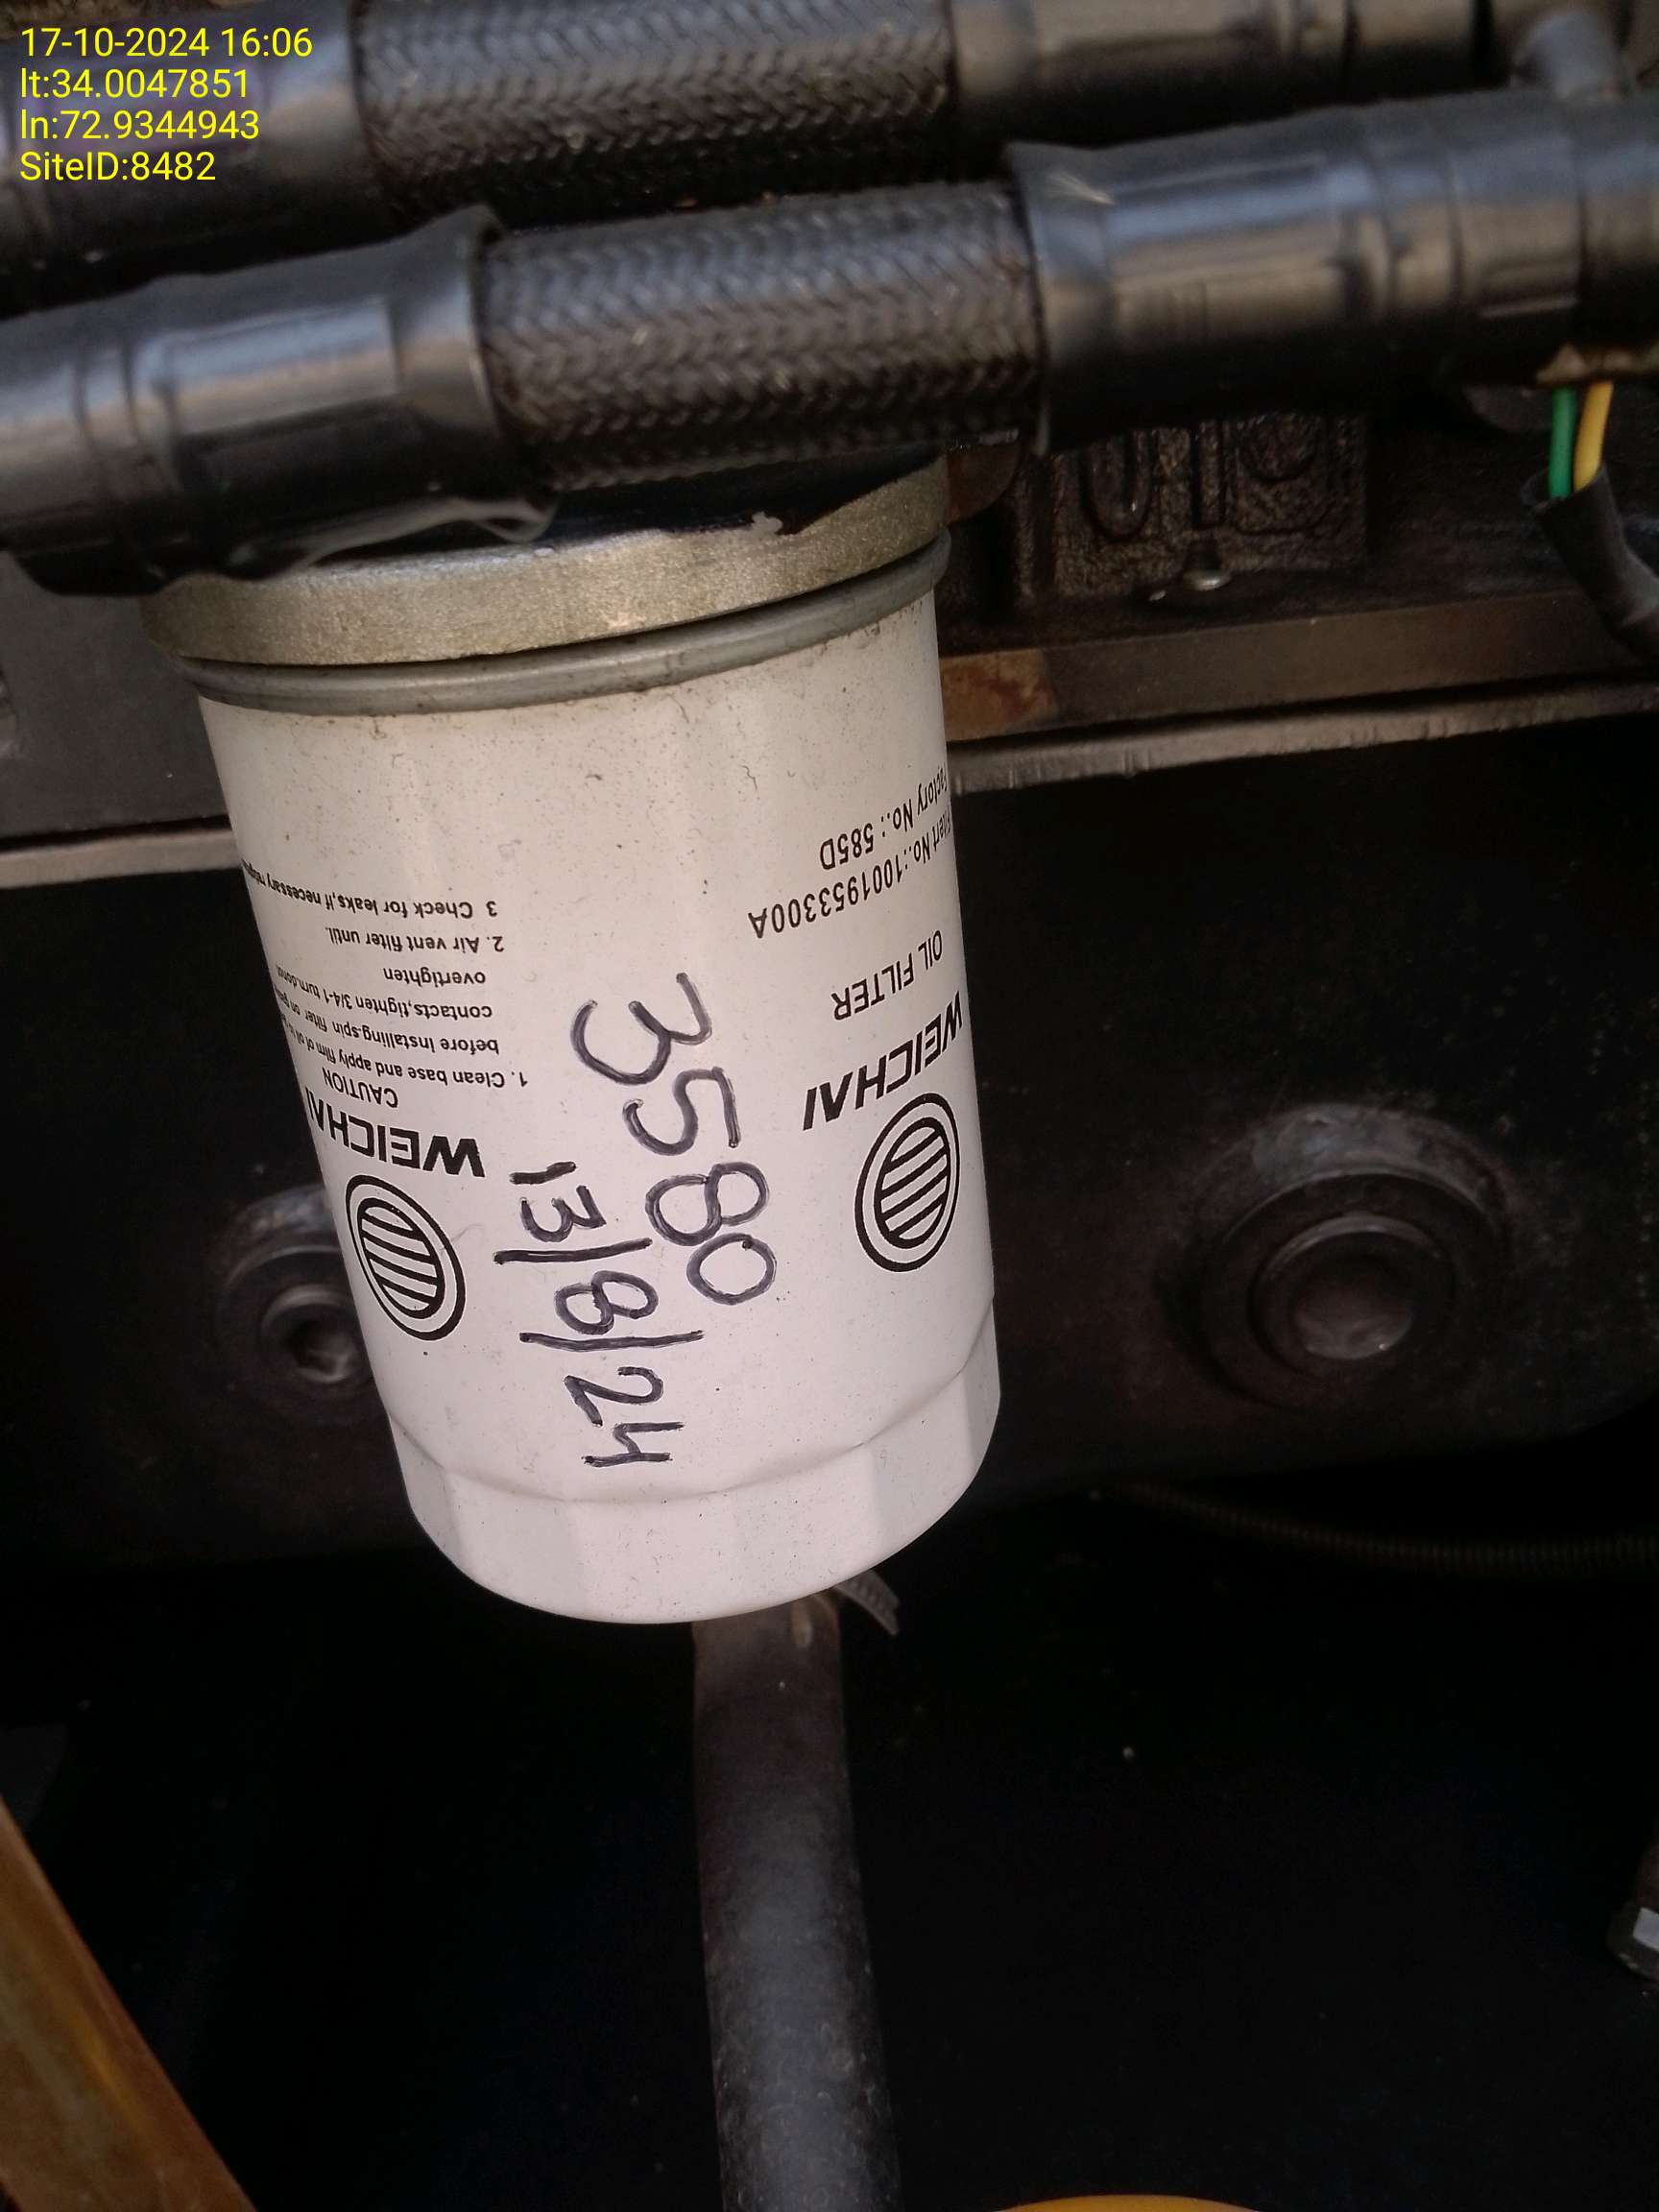 17-10-2024 16:06
lt:34.0047851
ln:72.9344943
SiteID:8482
3580
13/8/24
WEICHAI
OIL FILTER
No.:1001953300A
Factory No.: 585D
WEICHAI
CAUTION
1. Clean base and apply film of oil
before installing.spin filter on
contacts,tighten 3/4-1 turn.donot
overtighten
2. Air vent filter until.
3 Check for leaks,if necessary